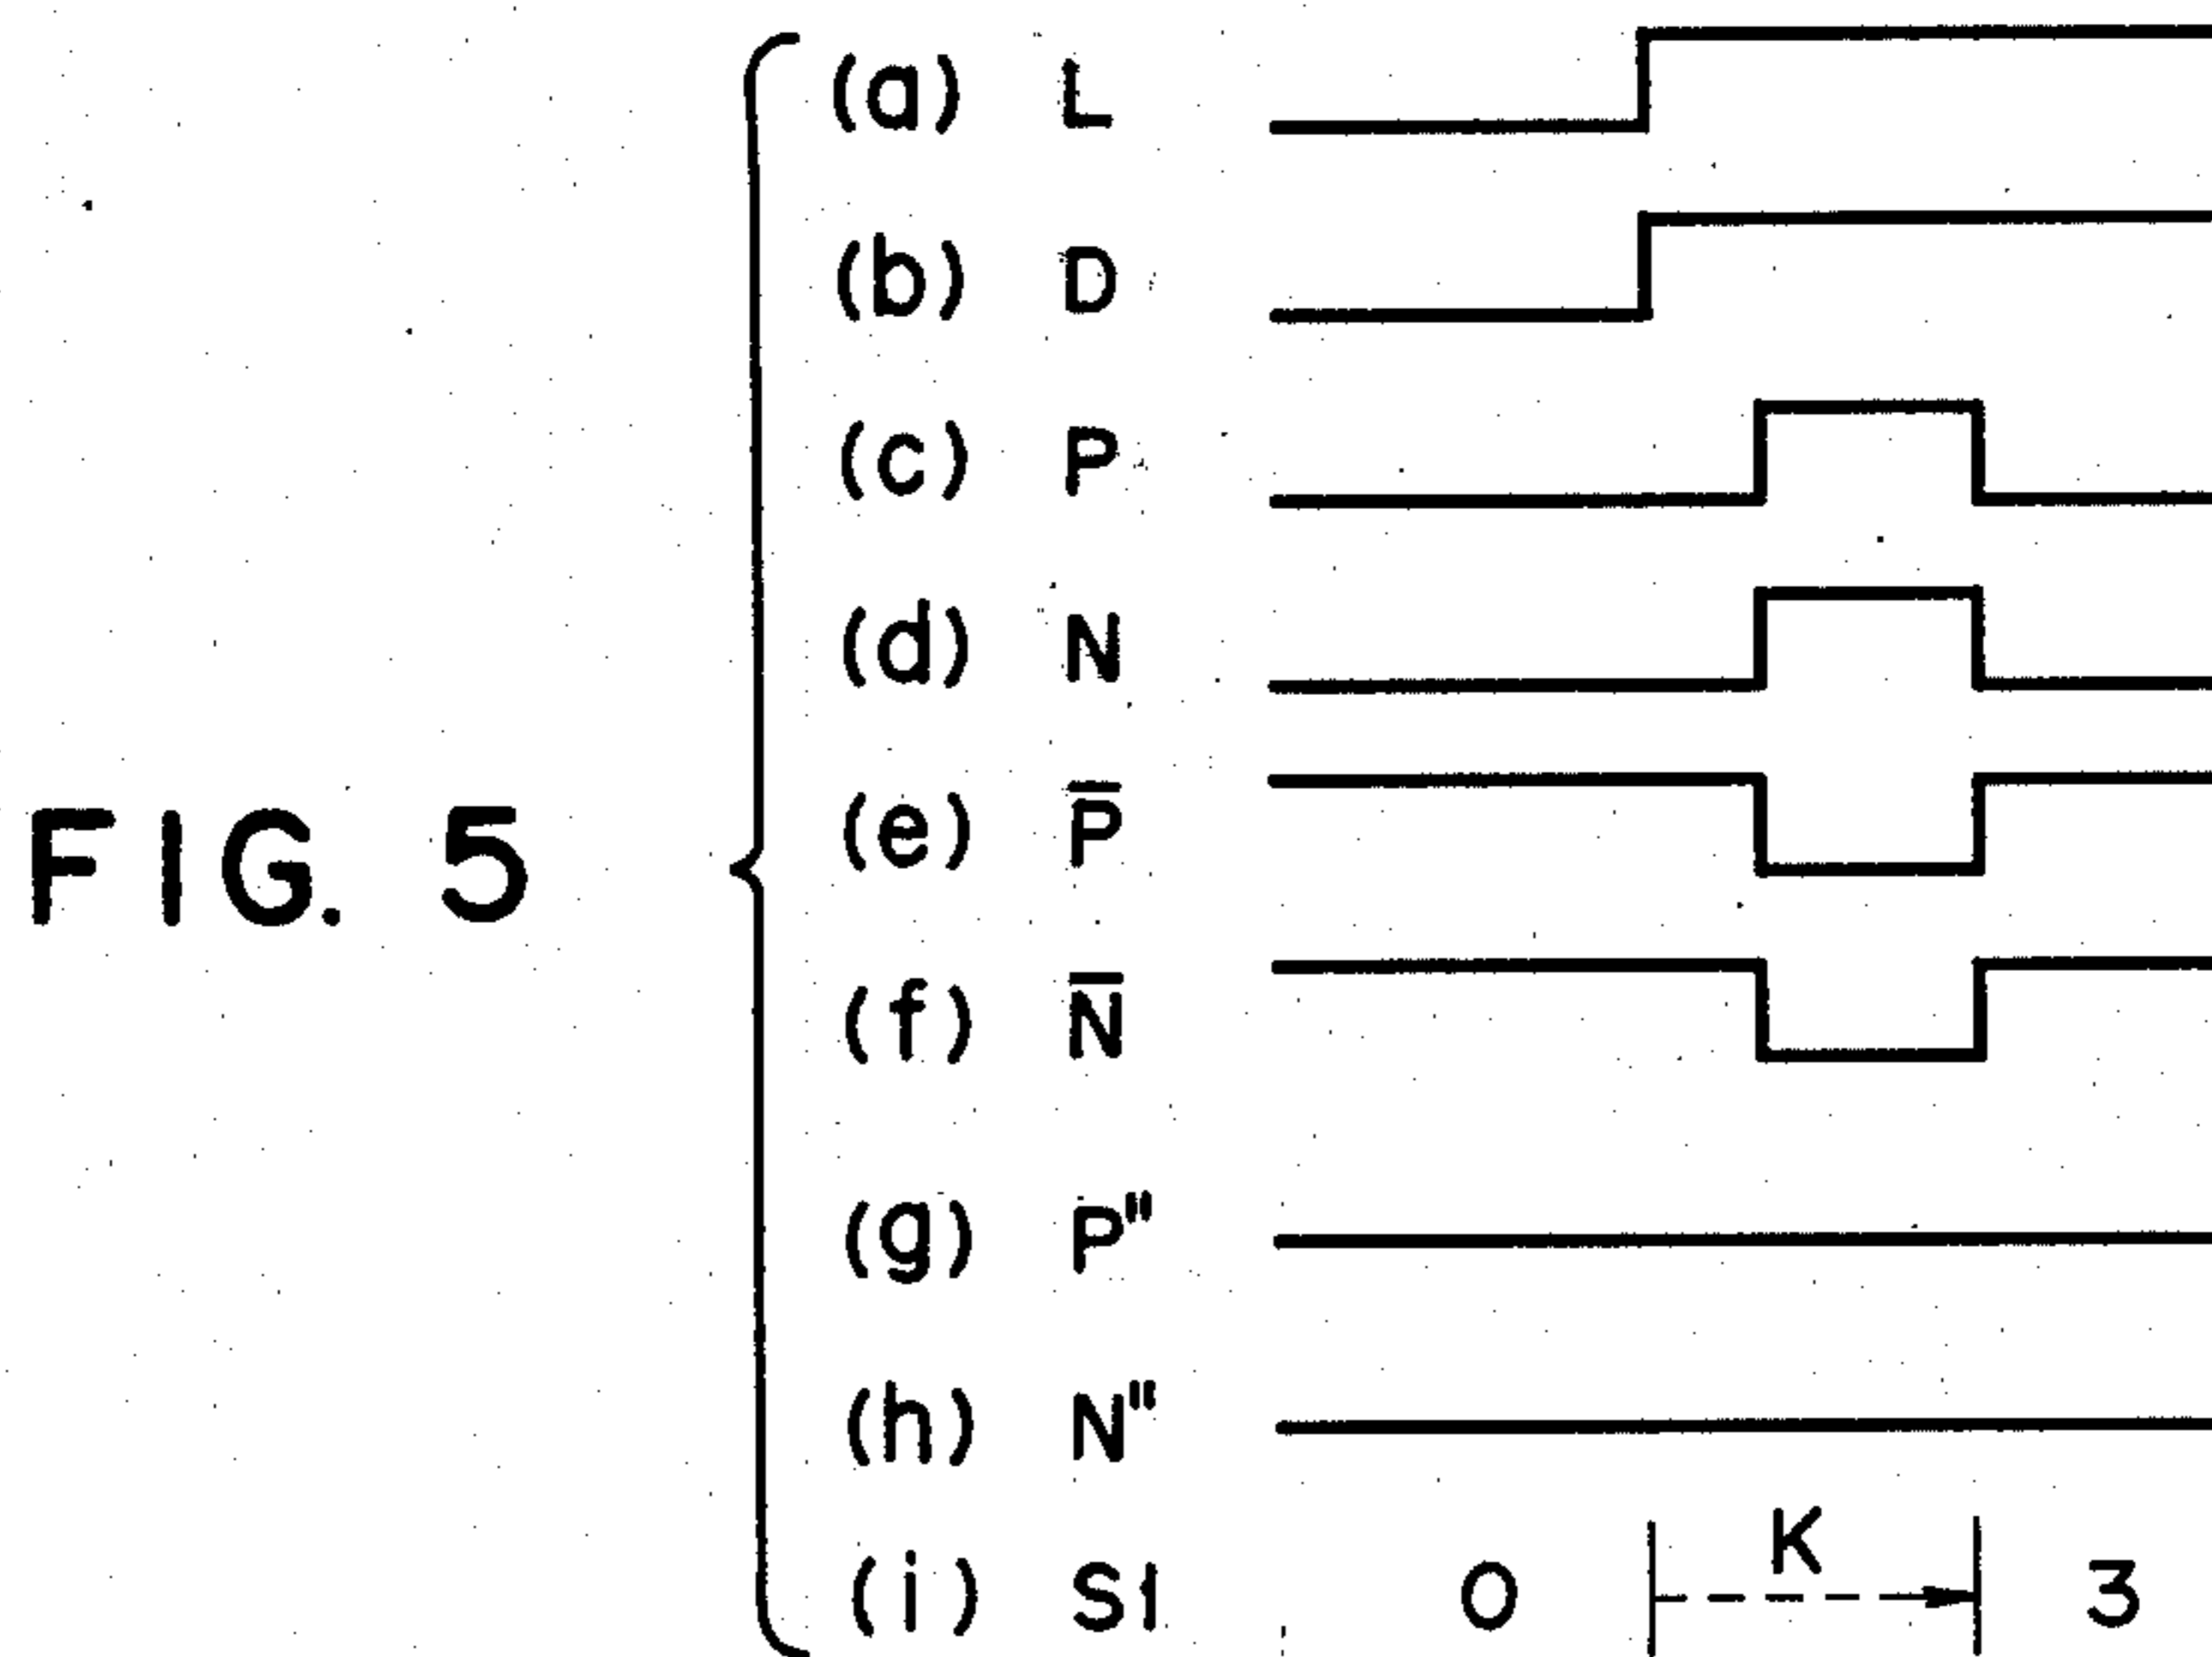 FIG. 5
(a) L
(b) D
(c) P
(d) N
(e) P̅
(f) N̅
(g) P"
(h) N"
(i) S1 0 K 3